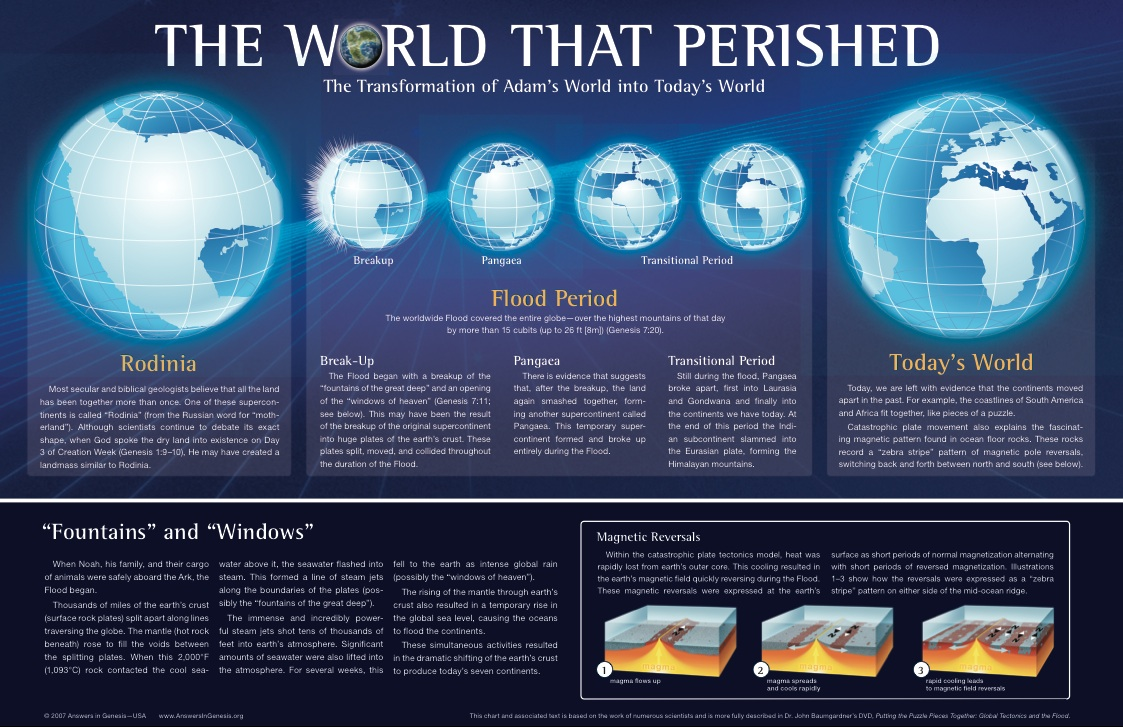 THE WORLD THAT PERISHED
The Transformation of Adam's World into Today's World
Breakup
Pangaea
Transitional Period
Rodinia
Most secular and biblical geologists believe that all the land
has been together more than once. One of these supercon-
tinents is called "Rodinia" (from the Russian word for "moth-
erland"). Although scientists continue to debate its exact
shape, when God spoke the dry land into existence on Day
3 of Creation Week (Genesis 1:9–10), He may have created a
landmass similar to Rodinia.
Flood Period
The worldwide Flood covered the entire globe—over the highest mountains of that day
by more than 15 cubits (up to 26 ft [8m]) (Genesis 7:20).
Break-Up
The Flood began with a breakup of the
"fountains of the great deep" and an opening
of the "windows of heaven" (Genesis 7:11;
see below). This may have been the result
of the breakup of the original supercontinent
into huge plates of the earth's crust. These
plates split, moved, and collided throughout
the duration of the Flood.
Pangaea
There is evidence that suggests
that, after the breakup, the land
again smashed together, form-
ing another supercontinent called
Pangaea. This temporary super-
continent formed and broke up
entirely during the Flood.
Transitional Period
Still during the flood, Pangaea
broke apart, first into Laurasia
and Gondwana and finally into
the continents we have today. At
the end of this period the Indi-
an subcontinent slammed into
the Eurasian plate, forming the
Himalayan mountains.
Today's World
Today, we are left with evidence that the continents moved
apart in the past. For example, the coastlines of South America
and Africa fit together, like pieces of a puzzle.
Catastrophic plate movement also explains the fascinat-
ing magnetic pattern found in ocean floor rocks. These rocks
record a "zebra stripe" pattern of magnetic pole reversals,
switching back and forth between north and south (see below).
"Fountains" and "Windows"
When Noah, his family, and their cargo
of animals were safely aboard the Ark, the
Flood began.
Thousands of miles of the earth's crust
(surface rock plates) split apart along lines
traversing the globe. The mantle (hot rock
beneath) rose to fill the voids between
the splitting plates. When this 2,000°F
(1,093°C) rock contacted the cool sea-
water above it, the seawater flashed into
steam. This formed a line of steam jets
along the boundaries of the plates (pos-
sibly the "fountains of the great deep").
The immense and incredibly power-
ful steam jets shot tens of thousands of
feet into earth's atmosphere. Significant
amounts of seawater were also lifted into
the atmosphere. For several weeks, this
fell to the earth as intense global rain
(possibly the "windows of heaven").
The rising of the mantle through earth's
crust also resulted in a temporary rise in
the global sea level, causing the oceans
to flood the continents.
These simultaneous activities resulted
in the dramatic shifting of the earth's crust
to produce today's seven continents.
Magnetic Reversals
Within the catastrophic plate tectonics model, heat was
rapidly lost from earth's outer core. This cooling resulted in
the earth's magnetic field quickly reversing during the Flood.
These magnetic reversals were expressed at the earth's
surface as short periods of normal magnetization alternating
with short periods of reversed magnetization. Illustrations
1–3 show how the reversals were expressed as a "zebra
stripe" pattern on either side of the mid-ocean ridge.
magma
1
magma flows up
magma
2
magma spreads
and cools rapidly
magma
3
rapid cooling leads
to magnetic field reversals
© 2007 Answers in Genesis—USA www.AnswersInGenesis.org
This chart and associated text is based on the work of numerous scientists and is more fully described in Dr. John Baumgardner's DVD, Putting the Puzzle Pieces Together: Global Tectonics and the Flood.